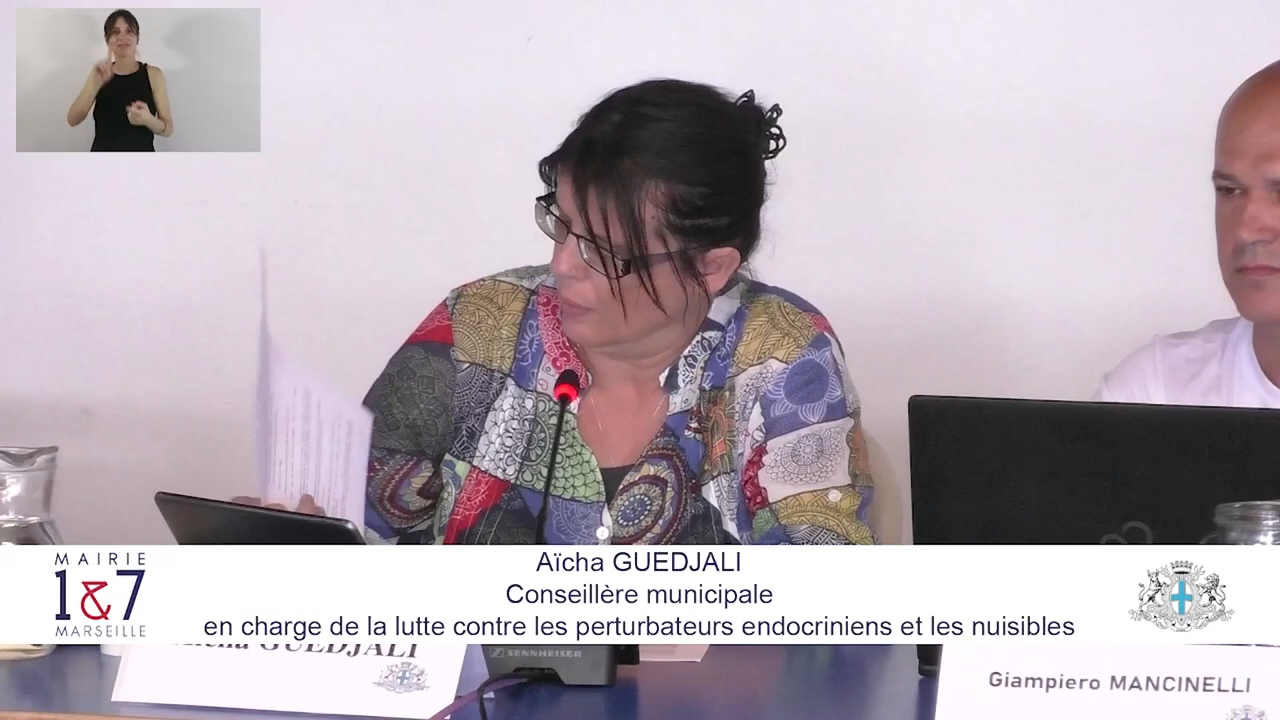 MAIRIE
1&7
MARSEILLE
Aïcha GUEDJALI
Conseillère municipale
en charge de la lutte contre les perturbateurs endocriniens et les nuisibles
Aïcha GUEDJALI
SENNHEISER
Giampiero MANCINELLI